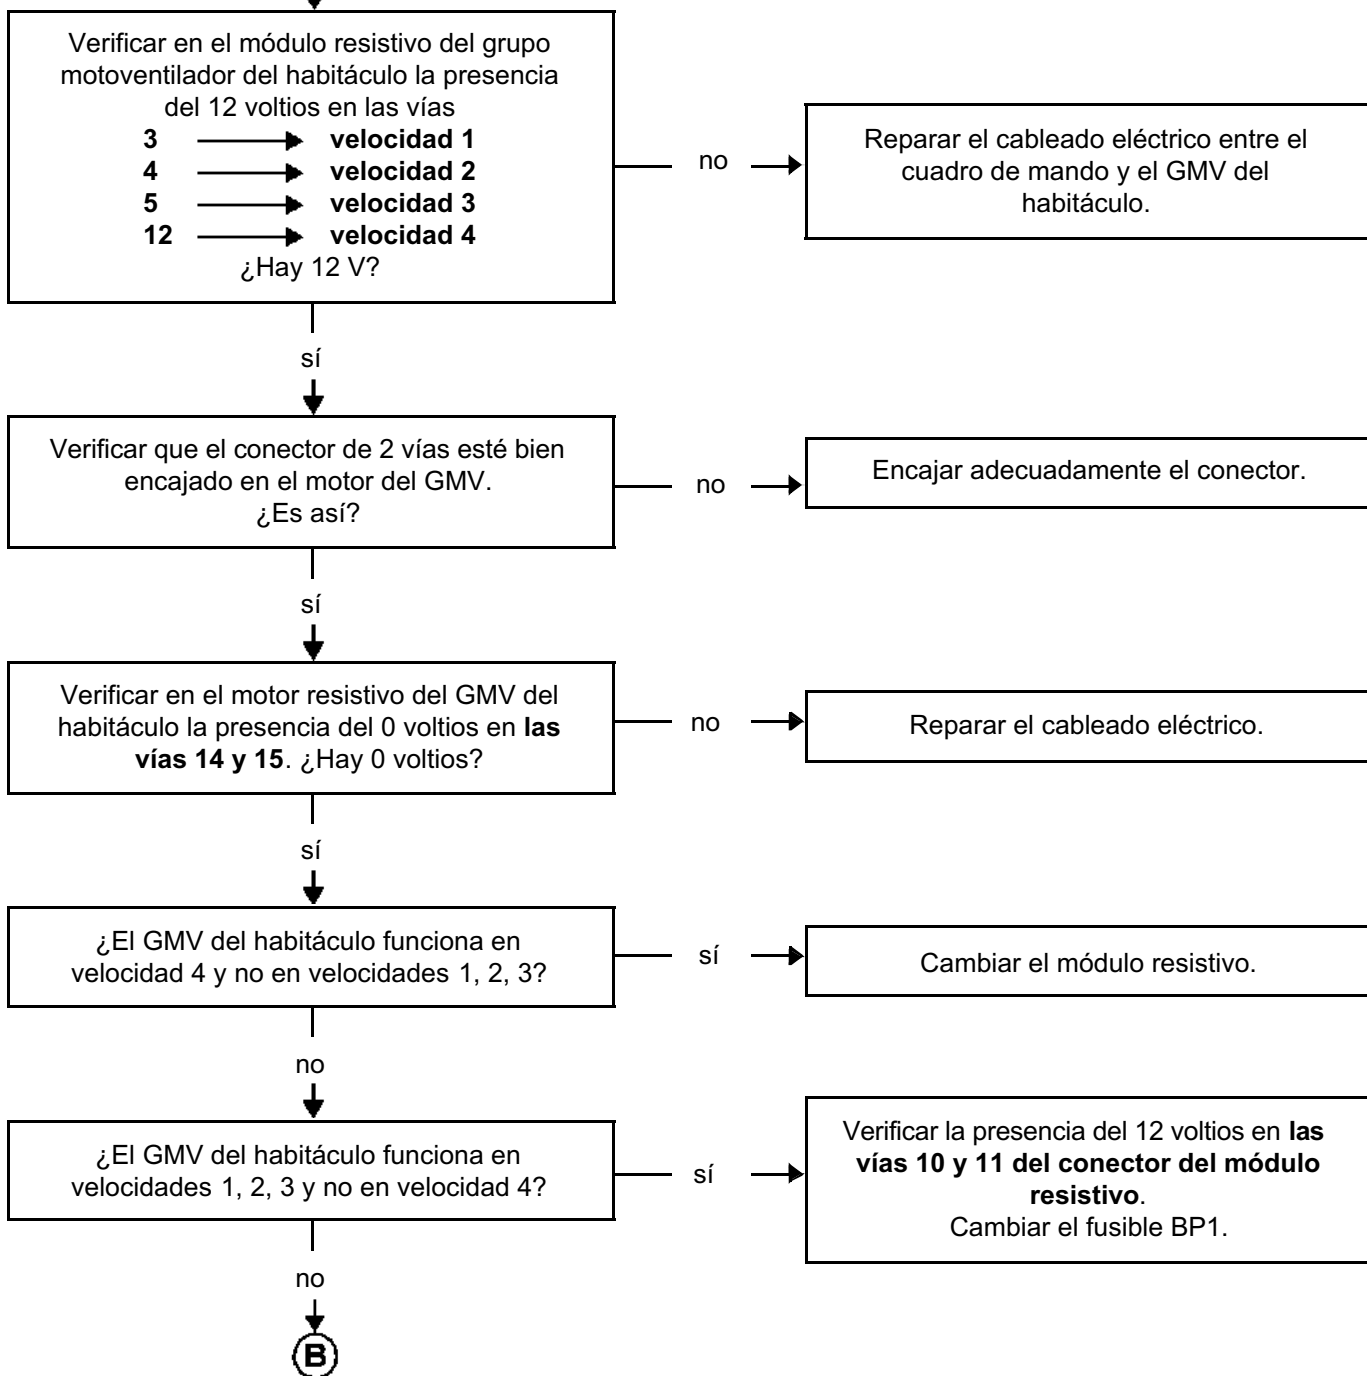 Verificar en el módulo resistivo del grupo
motoventilador del habitáculo la presencia
del 12 voltios en las vías
3 velocidad 1
4 velocidad 2
5 velocidad 3
12 velocidad 4
¿Hay 12 V?
no
Reparar el cableado eléctrico entre el
cuadro de mando y el GMV del
habitáculo.
sí
Verificar que el conector de 2 vías esté bien
encajado en el motor del GMV.
¿Es así?
no
Encajar adecuadamente el conector.
sí
Verificar en el motor resistivo del GMV del
habitáculo la presencia del 0 voltios en las
vías 14 y 15. ¿Hay 0 voltios?
no
Reparar el cableado eléctrico.
sí
¿El GMV del habitáculo funciona en
velocidad 4 y no en velocidades 1, 2, 3?
sí
Cambiar el módulo resistivo.
no
¿El GMV del habitáculo funciona en
velocidades 1, 2, 3 y no en velocidad 4?
sí
Verificar la presencia del 12 voltios en las
vías 10 y 11 del conector del módulo
resistivo.
Cambiar el fusible BP1.
no
B